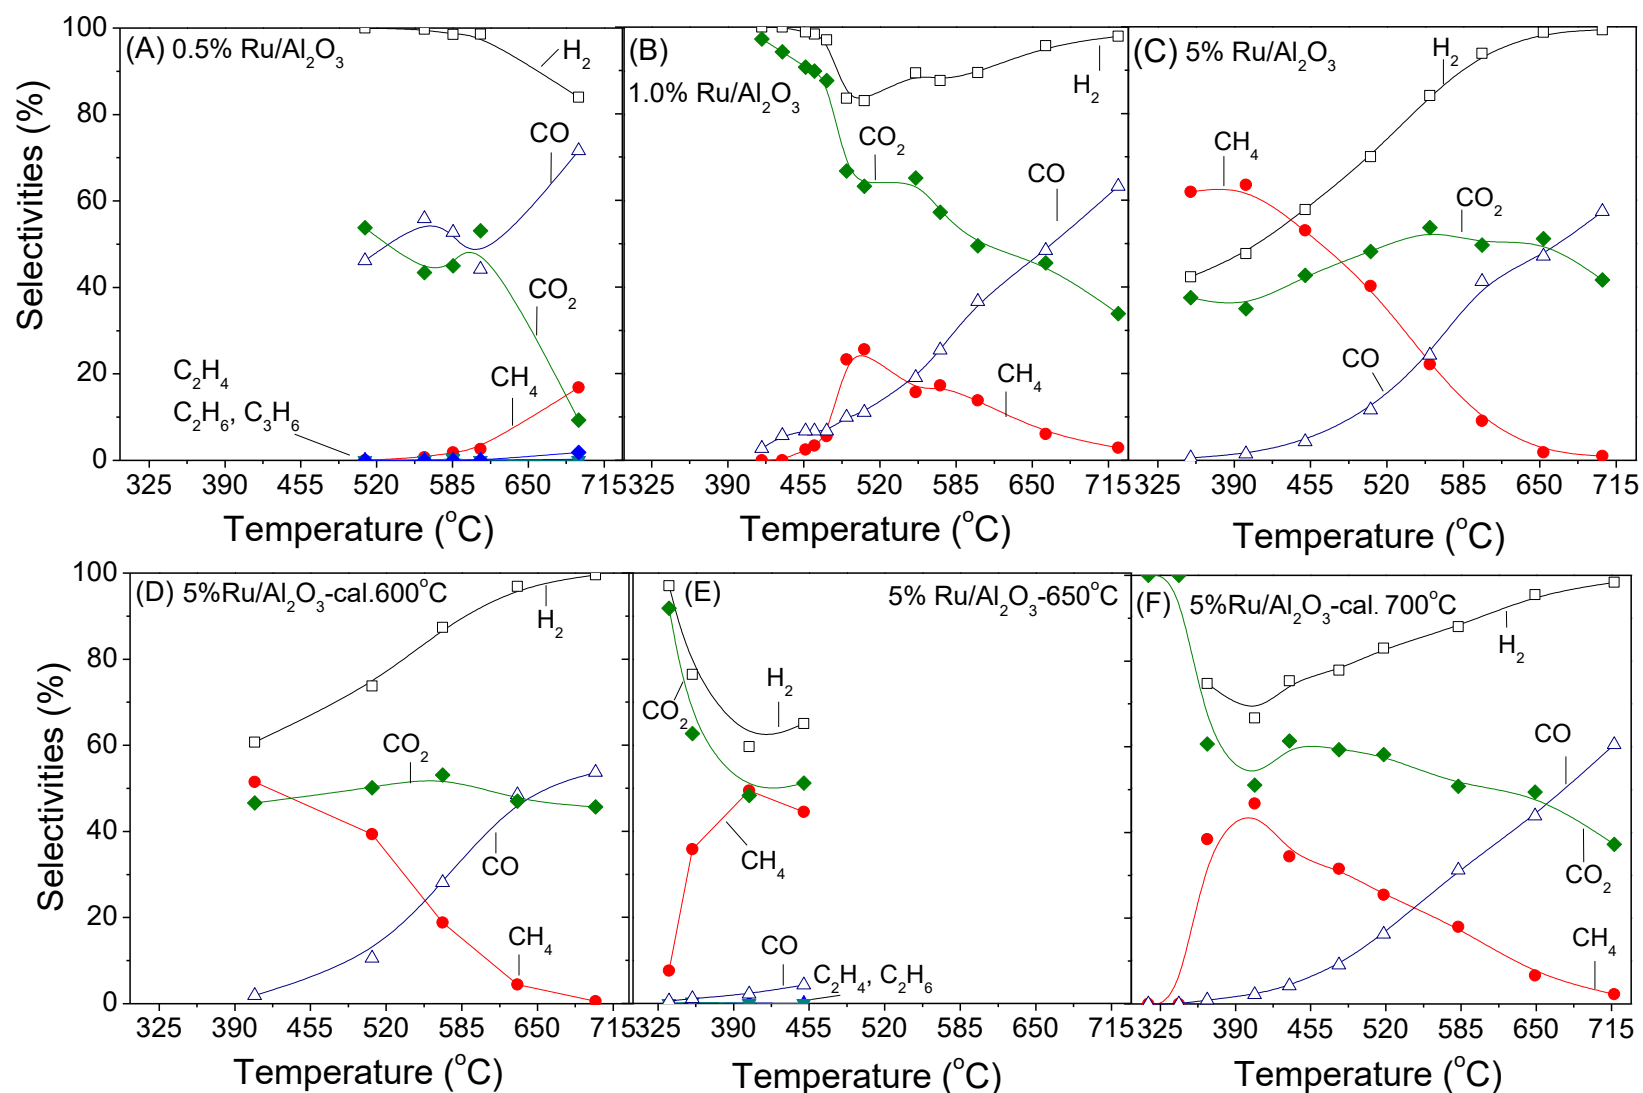 Selectivities (%)
100
80
60
40
20
0
(A) 0.5% Ru/Al₂O₃
H₂
CO
CO₂
CH₄
C₂H₄
C₂H₆, C₃H₆
325 390 455 520 585 650 715
Temperature (°C)
(B)
1.0% Ru/Al₂O₃
H₂
CO₂
CO
CH₄
325 390 455 520 585 650 715
Temperature (°C)
(C) 5% Ru/Al₂O₃
H₂
CH₄
CO₂
CO
325 390 455 520 585 650 715
Temperature (°C)
Selectivities (%)
100
80
60
40
20
0
(D) 5%Ru/Al₂O₃-cal.600°C
H₂
CO₂
CO
CH₄
325 390 455 520 585 650 715
Temperature (°C)
(E)
5% Ru/Al₂O₃-650°C
H₂
CO₂
CH₄
CO
C₂H₄, C₂H₆
325 390 455 520 585 650 715
Temperature (°C)
(F) 5%Ru/Al₂O₃-cal. 700°C
H₂
CO
CO₂
CH₄
325 390 455 520 585 650 715
Temperature (°C)